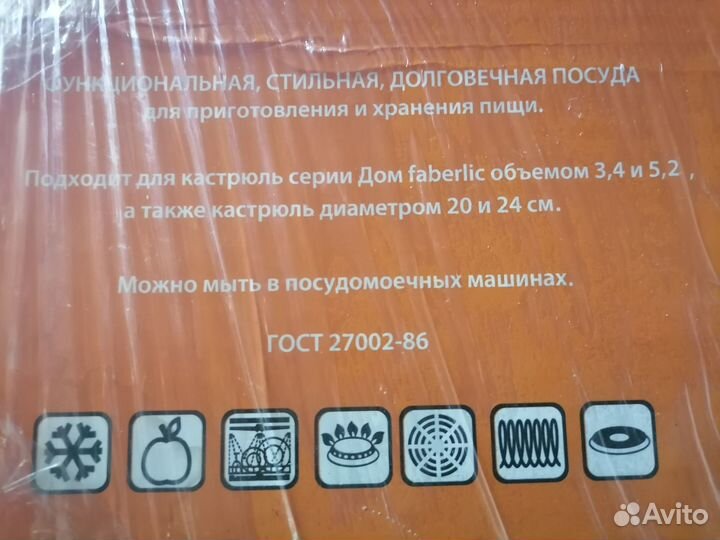 ФУНКЦИОНАЛЬНАЯ, СТИЛЬНАЯ, ДОЛГОВЕЧНАЯ ПОСУДА
для приготовления и хранения пищи.
Подходит для кастрюль серии Дом faberlic объемом 3,4 и 5,2 ,
а также кастрюль диаметром 20 и 24 см.
Можно мыть в посудомоечных машинах.
ГОСТ 27002-86
Avito